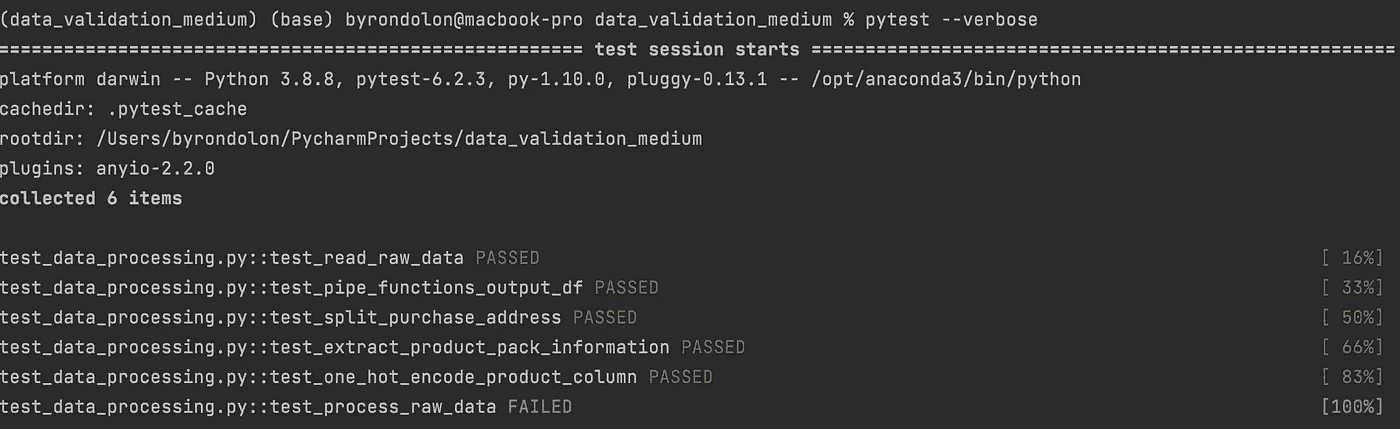 (data_validation_medium) (base) byrondolon@macbook-pro data_validation_medium % pytest --verbose
====================================================== test session starts ======================================================
platform darwin -- Python 3.8.8, pytest-6.2.3, py-1.10.0, pluggy-0.13.1 -- /opt/anaconda3/bin/python
cachedir: .pytest_cache
rootdir: /Users/byrondolon/PycharmProjects/data_validation_medium
plugins: anyio-2.2.0
collected 6 items

test_data_processing.py::test_read_raw_data PASSED [ 16%]
test_data_processing.py::test_pipe_functions_output_df PASSED [ 33%]
test_data_processing.py::test_split_purchase_address PASSED [ 50%]
test_data_processing.py::test_extract_product_pack_information PASSED [ 66%]
test_data_processing.py::test_one_hot_encode_product_column PASSED [ 83%]
test_data_processing.py::test_process_raw_data FAILED [100%]